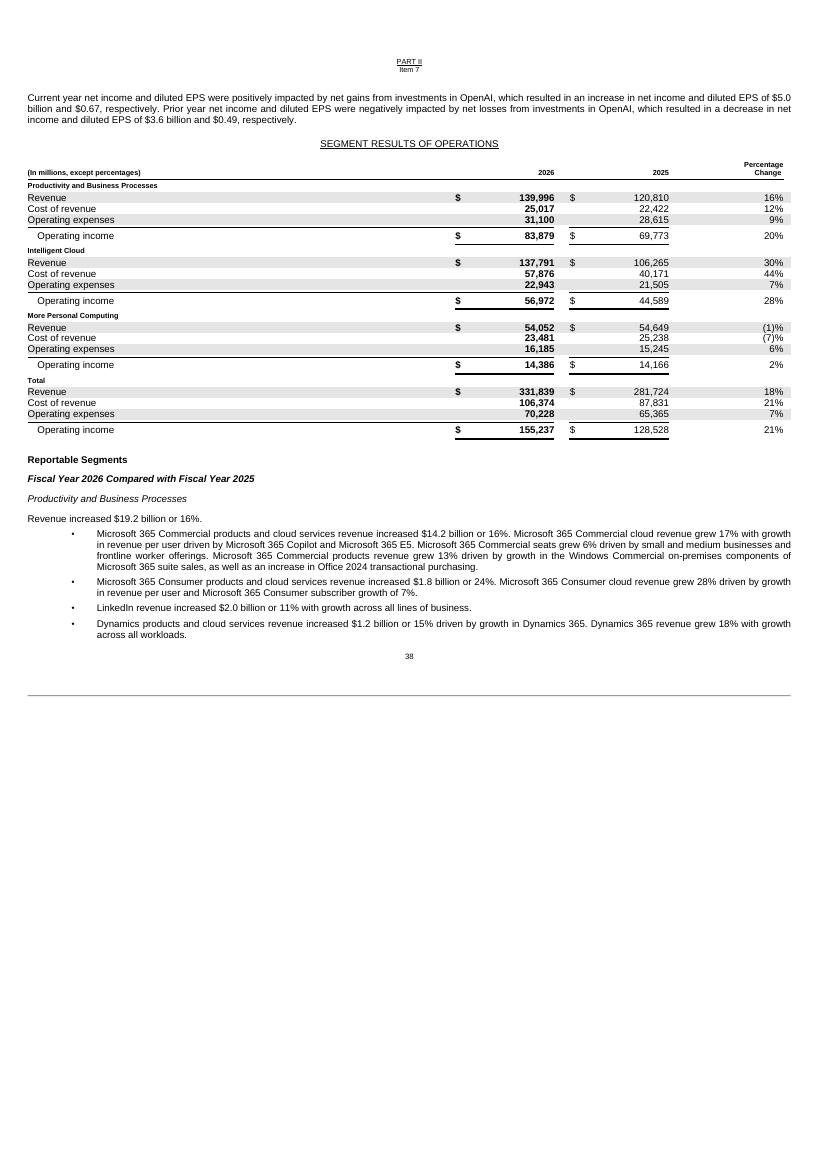 PART II
Item 7
Current year net income and diluted EPS were positively impacted by net gains from investments in OpenAI, which resulted in an increase in net income and diluted EPS of $5.0
billion and $0.67, respectively. Prior year net income and diluted EPS were negatively impacted by net losses from investments in OpenAI, which resulted in a decrease in net
income and diluted EPS of $3.6 billion and $0.49, respectively.
SEGMENT RESULTS OF OPERATIONS
(In millions, except percentages) 2026 2025 Percentage
Change
Productivity and Business Processes
Revenue $ 139,996 $ 120,810 16%
Cost of revenue 25,017 22,422 12%
Operating expenses 31,100 28,615 9%
Operating income $ 83,879 $ 69,773 20%
Intelligent Cloud
Revenue $ 137,791 $ 106,265 30%
Cost of revenue 57,876 40,171 44%
Operating expenses 22,943 21,505 7%
Operating income $ 56,972 $ 44,589 28%
More Personal Computing
Revenue $ 54,052 $ 54,649 (1)%
Cost of revenue 23,481 25,238 (7)%
Operating expenses 16,185 15,245 6%
Operating income $ 14,386 $ 14,166 2%
Total
Revenue $ 331,839 $ 281,724 18%
Cost of revenue 106,374 87,831 21%
Operating expenses 70,228 65,365 7%
Operating income $ 155,237 $ 128,528 21%
Reportable Segments
Fiscal Year 2026 Compared with Fiscal Year 2025
Productivity and Business Processes
Revenue increased $19.2 billion or 16%.
• Microsoft 365 Commercial products and cloud services revenue increased $14.2 billion or 16%. Microsoft 365 Commercial cloud revenue grew 17% with growth
in revenue per user driven by Microsoft 365 Copilot and Microsoft 365 E5. Microsoft 365 Commercial seats grew 6% driven by small and medium businesses and
frontline worker offerings. Microsoft 365 Commercial products revenue grew 13% driven by growth in the Windows Commercial on-premises components of
Microsoft 365 suite sales, as well as an increase in Office 2024 transactional purchasing.
• Microsoft 365 Consumer products and cloud services revenue increased $1.8 billion or 24%. Microsoft 365 Consumer cloud revenue grew 28% driven by growth
in revenue per user and Microsoft 365 Consumer subscriber growth of 7%.
• LinkedIn revenue increased $2.0 billion or 11% with growth across all lines of business.
• Dynamics products and cloud services revenue increased $1.2 billion or 15% driven by growth in Dynamics 365. Dynamics 365 revenue grew 18% with growth
across all workloads.
38